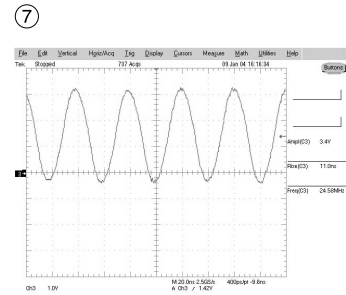 7
File Edit Vertical Horiz/Acq Trig Display Cursors Measure Math Utilities Help
Tek Stopped 707 Acqs 09 Jan 04 16:16:34
Buttons
Ampl(C3) 3.4V
Rise(C3) 11.0ns
Freq(C3) 24.58MHz
Ch3 1.0V
M 20.0ns 2.5GS/s 400ps/pt -9.6ns
A Ch3 / 1.42V